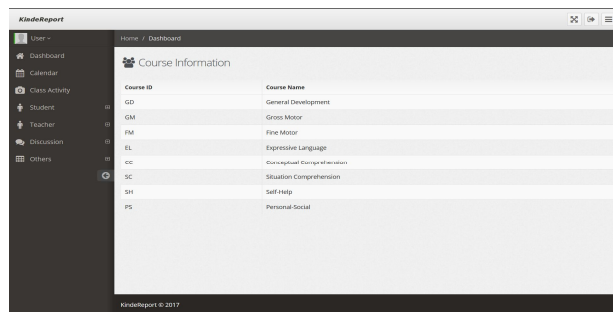 KindeReport
User
Home / Dashboard
Dashboard
Calendar
Class Activity
Student
Teacher
Discussion
Others
Course Information
Course ID Course Name
GD General Development
GM Gross Motor
FM Fine Motor
EL Expressive Language
CC Conceptual Comprehension
SC Situation Comprehension
SH Self-Help
PS Personal-Social
KindeReport © 2017